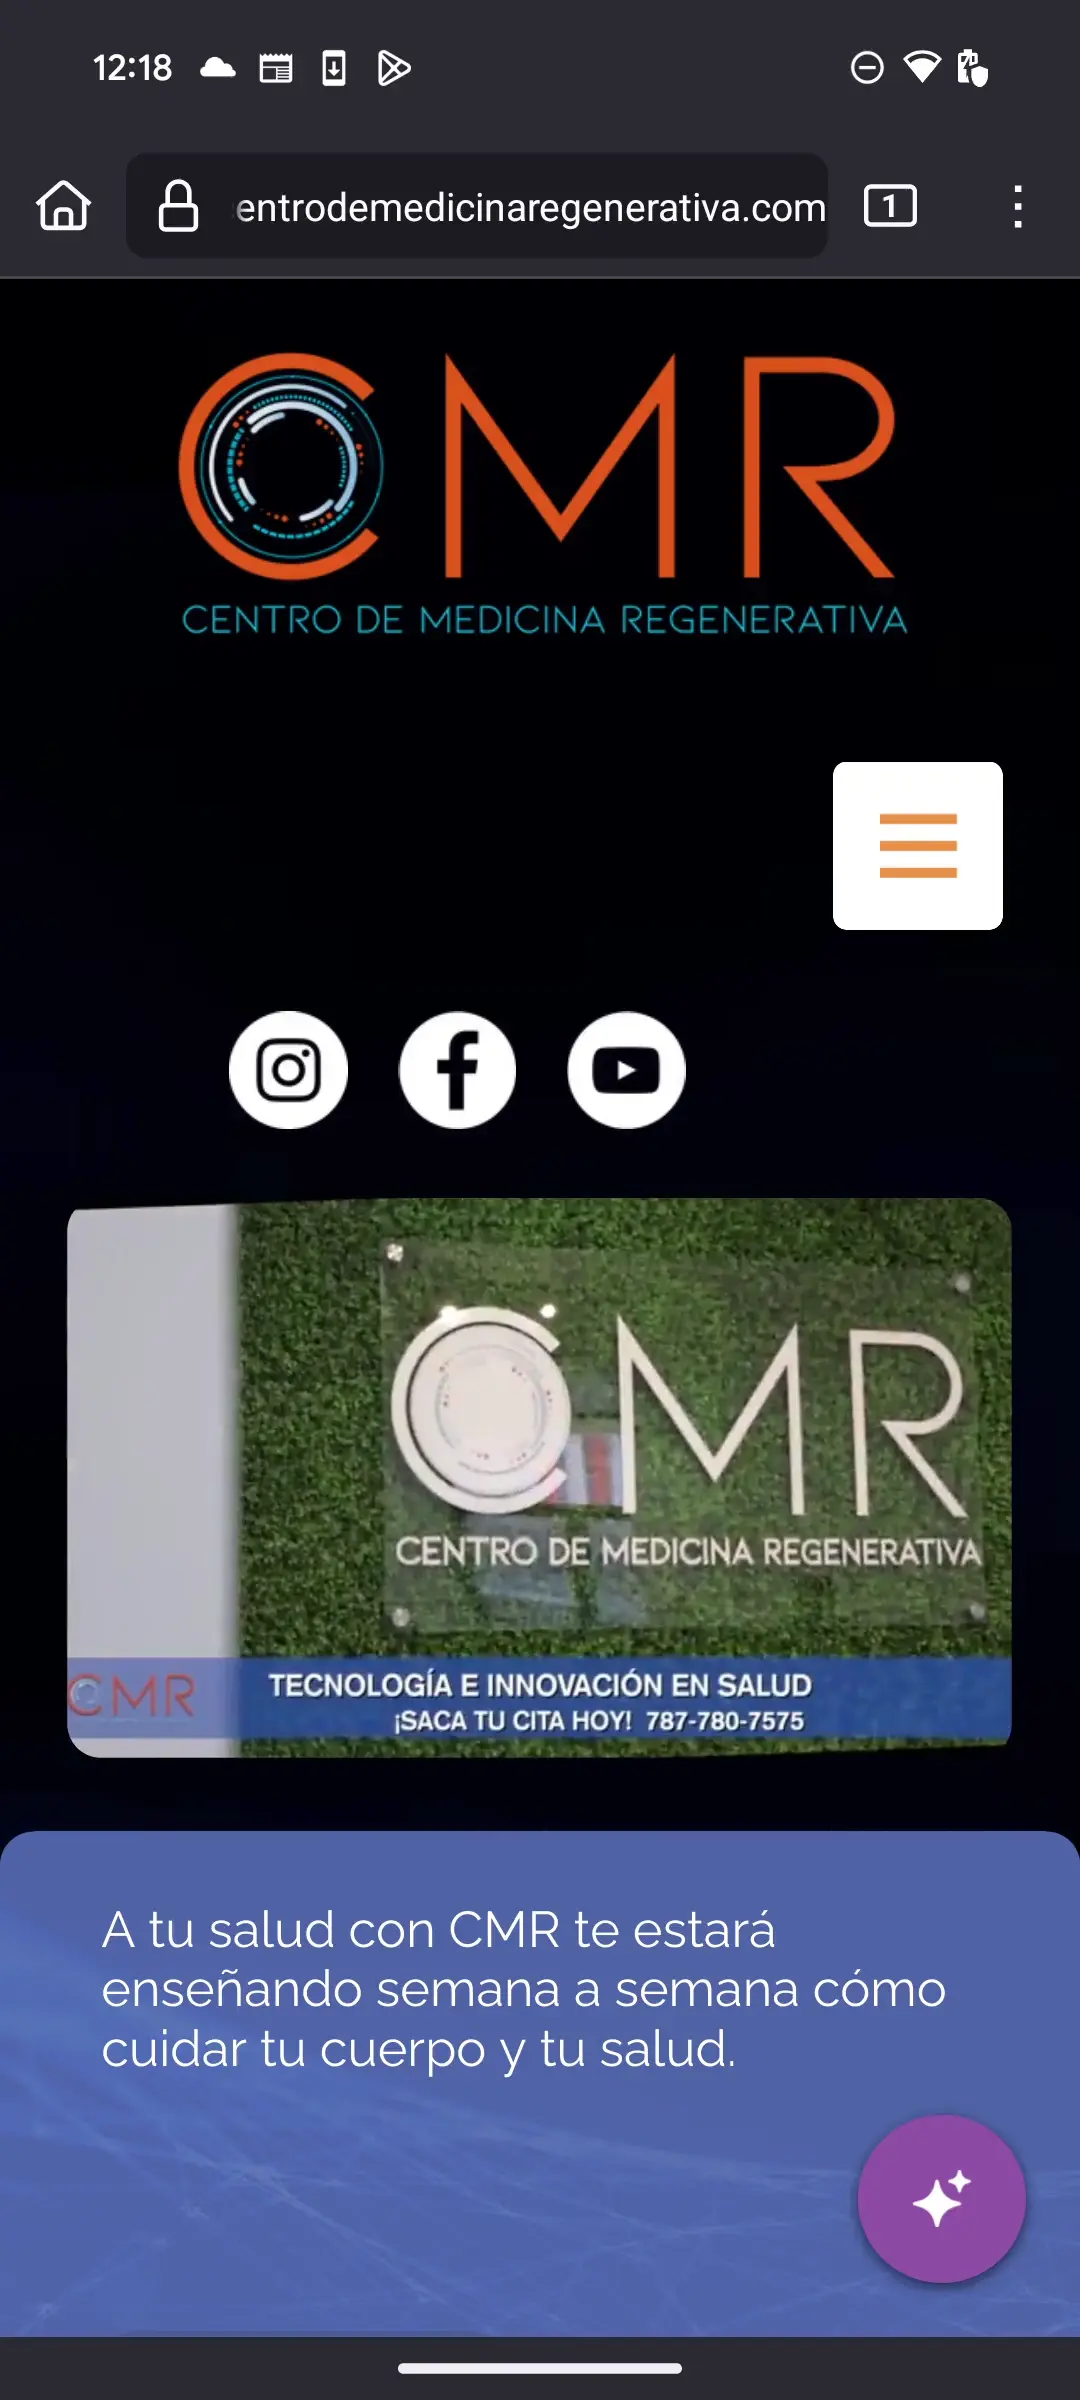 12:18
entrodemedicinaregenerativa.com
1
CMR
CENTRO DE MEDICINA REGENERATIVA
CMR
CENTRO DE MEDICINA REGENERATIVA
CMR
TECNOLOGÍA E INNOVACIÓN EN SALUD
¡SACA TU CITA HOY! 787-780-7575
A tu salud con CMR te estará
enseñando semana a semana cómo
cuidar tu cuerpo y tu salud.